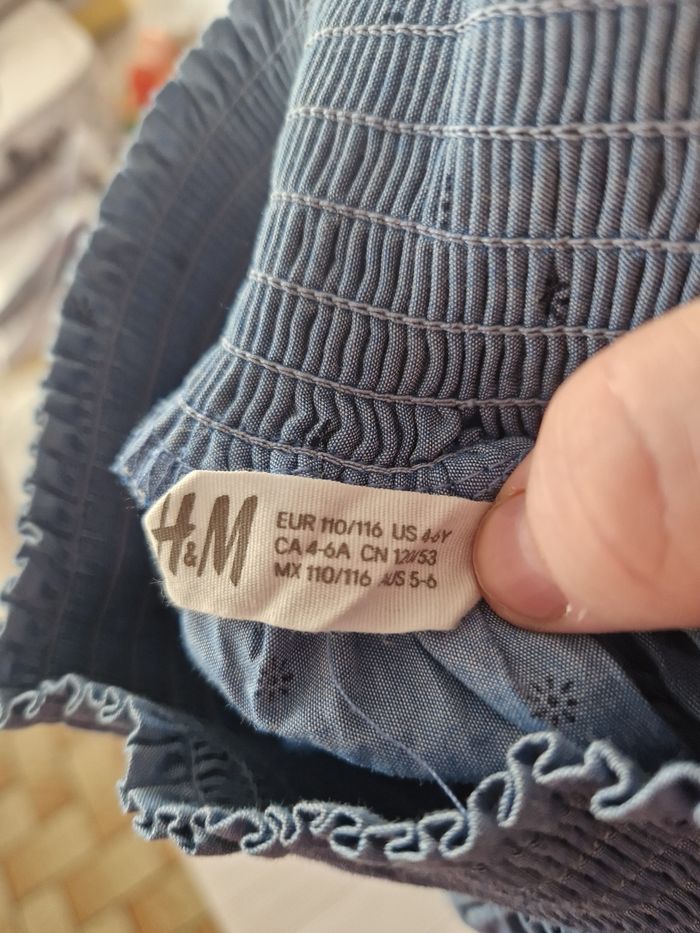 H&M
EUR 110/116 US 4-6Y
CA 4-6A CN 120/53
MX 110/116 AUS 5-6